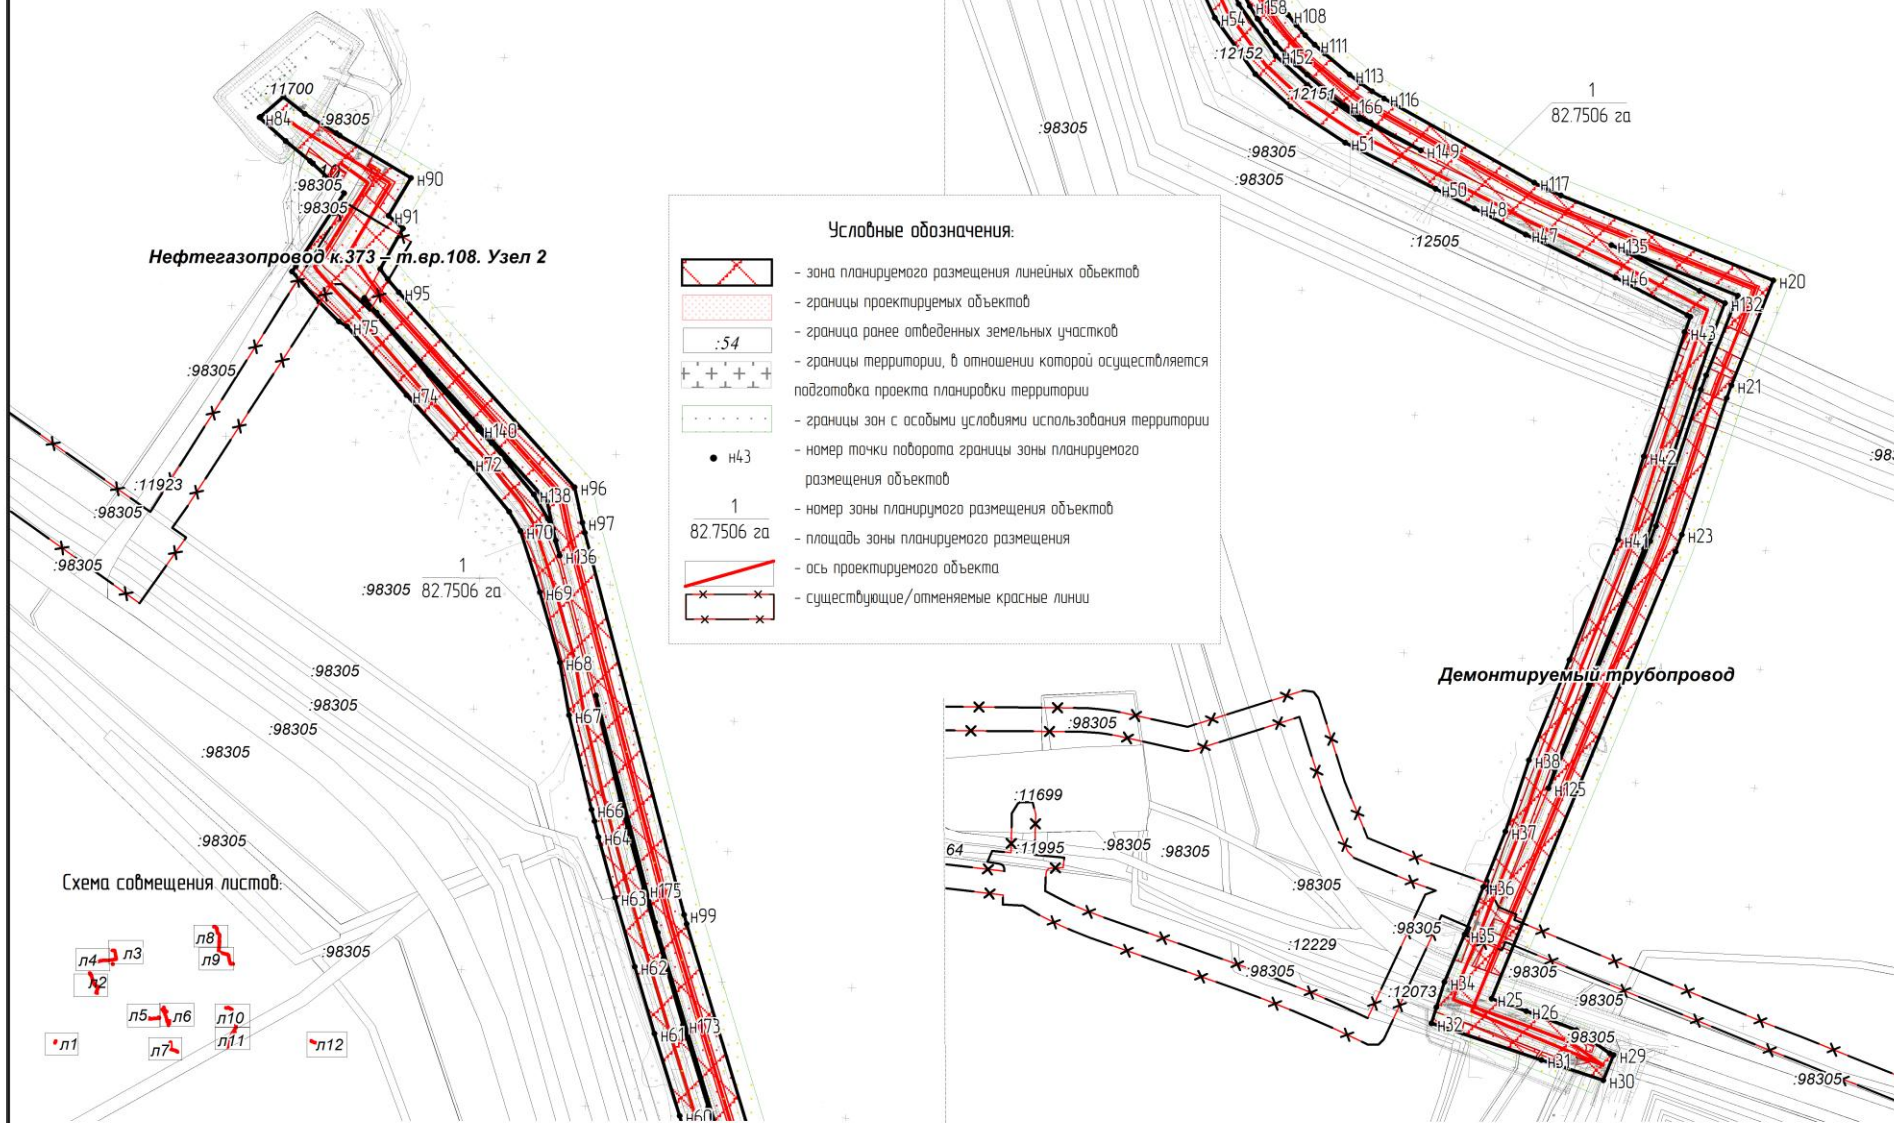 :11700
н84
:98305
:98305
:98305
н90
н91
Нефтегазопровод к.373 – т.вр.108. Узел 2
н95
н75
:98305
н74
н140
н72
:11923
:98305
н138
н96
н97
н70
н136
:98305
1
82.7506 га
:98305
н69
н68
:98305
:98305
:98305
:98305
н67
н66
н64
:98305
н175
н63
н99
:98305
н62
н61
н173
н60
Схема совмещения листов:
л4
л3
л2
л8
л9
л5
л6
л7
л10
л11
л1
л12
Условные обозначения:
- зона планируемого размещения линейных объектов
- границы проектируемых объектов
:54
- граница ранее отведенных земельных участков
- границы территории, в отношении которой осуществляется
подготовка проекта планировки территории
- границы зон с особыми условиями использования территории
н43
- номер точки поворота границы зоны планируемого
размещения объектов
1
82.7506 га
- номер зоны планирумого размещения объектов
- площадь зоны планируемого размещения
- ось проектируемого объекта
- существующие/отменяемые красные линии
н158
н54
н108
н111
:12152
н152
н113
:12151
н116
н166
1
82.7506 га
:98305
н51
н149
:98305
:98305
н117
н50
н48
н47
:12505
н135
н46
н20
н132
н43
н21
н42
:983
н41
н23
Демонтируемый трубопровод
н38
н125
н37
:98305
:11699
64
:11995
:98305
:98305
:98305
н36
:98305
н35
:12229
:98305
:98305
н34
:12073
н25
н26
:98305
н32
:98305
н31
н29
н30
:98305